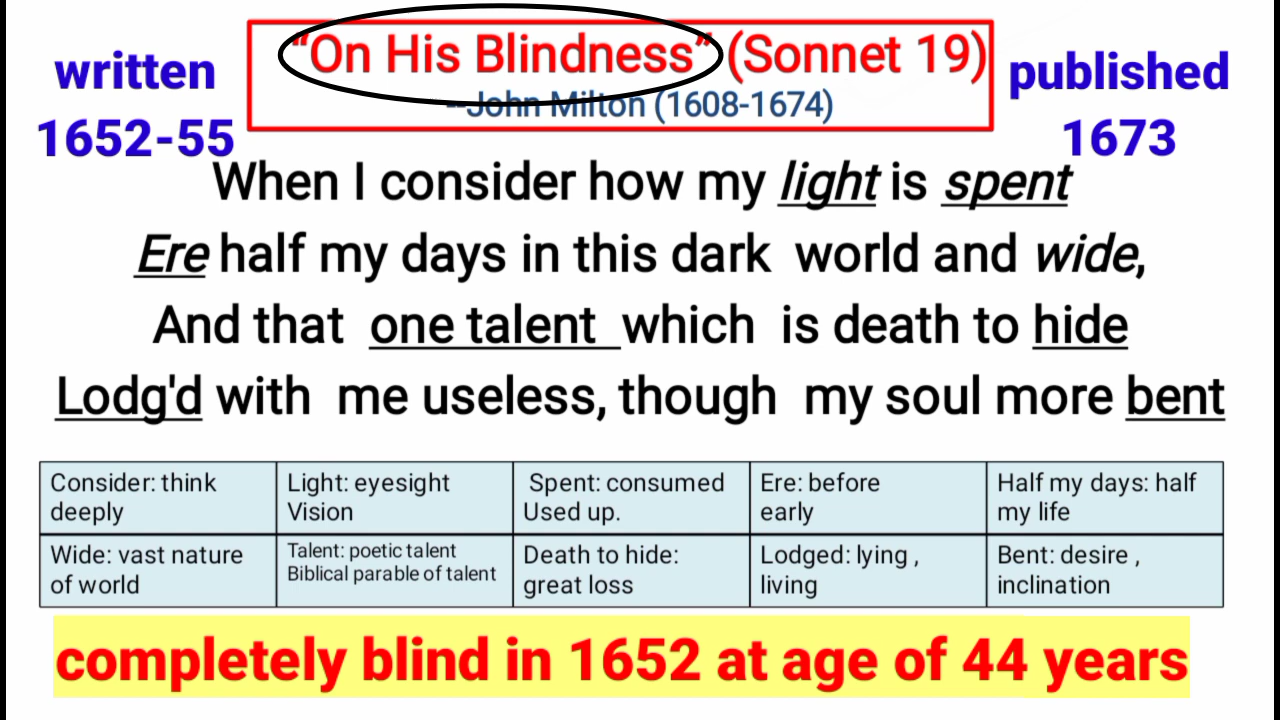 "On His Blindness" (Sonnet 19)
--John Milton (1608-1674)
written
1652-55
published
1673
When I consider how my light is spent
Ere half my days in this dark world and wide,
And that one talent which is death to hide
Lodg'd with me useless, though my soul more bent
Consider: think
deeply
Light: eyesight
Vision
Spent: consumed
Used up.
Ere: before
early
Half my days: half
my life
Wide: vast nature
of world
Talent: poetic talent
Biblical parable of talent
Death to hide:
great loss
Lodged: lying ,
living
Bent: desire ,
inclination
completely blind in 1652 at age of 44 years